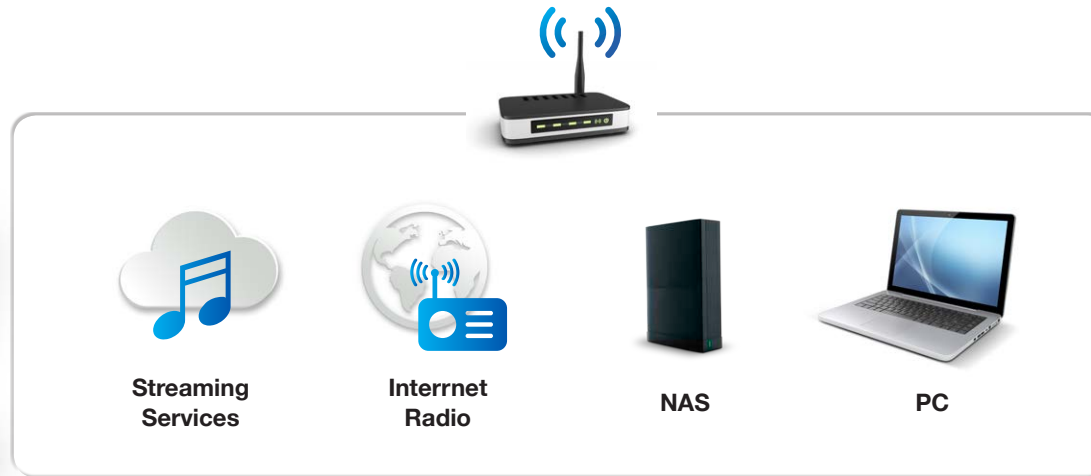 Streaming
Services
Interrnet
Radio
NAS
PC